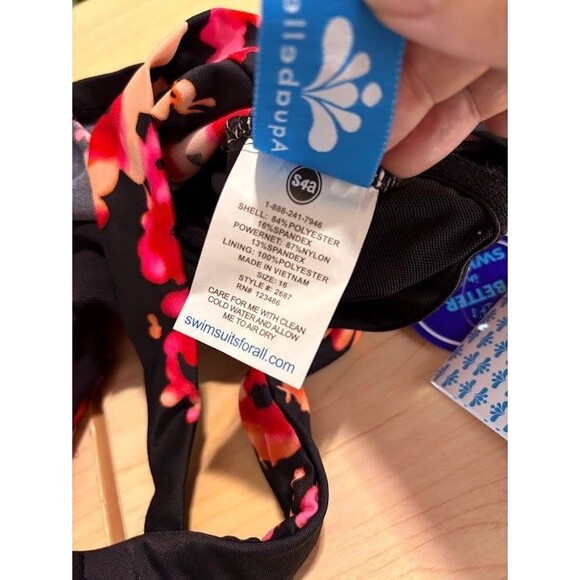 Aquabelle
s4a
1-888-241-7946
SHELL: 84% POLYESTER
16%SPANDEX
POWERNET: 87%NYLON
13%SPANDEX
LINING: 100%POLYESTER
MADE IN VIETNAM
SIZE: 16
STYLE #: 2687
RN# 123486
CARE FOR ME WITH CLEAN
COLD WATER AND ALLOW
ME TO AIR DRY
swimsuitsforall.com
BETTER
SWIM